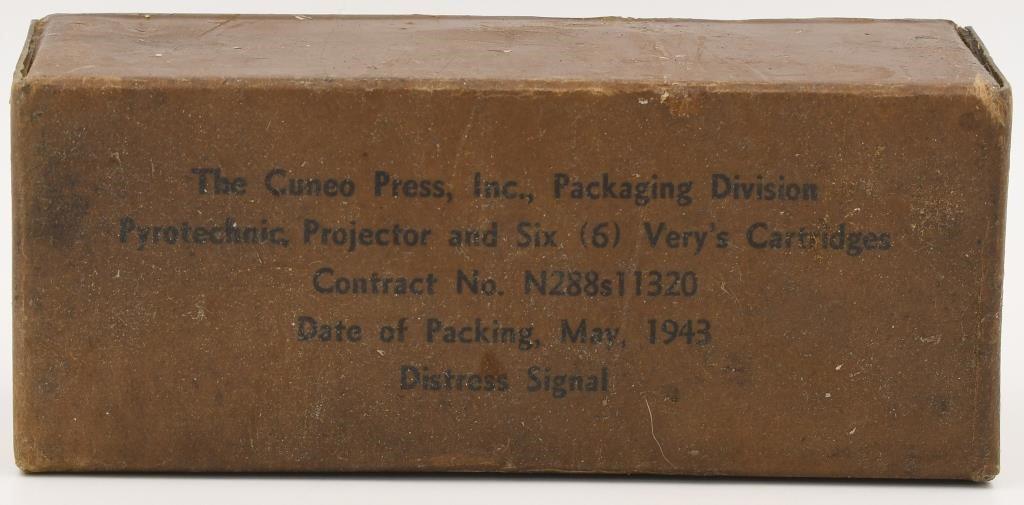 The Cuneo Press, Inc., Packaging Division
Pyrotechnic, Projector and Six (6) Very's Cartridges
Contract No. N288s11320
Date of Packing, May, 1943
Distress Signal